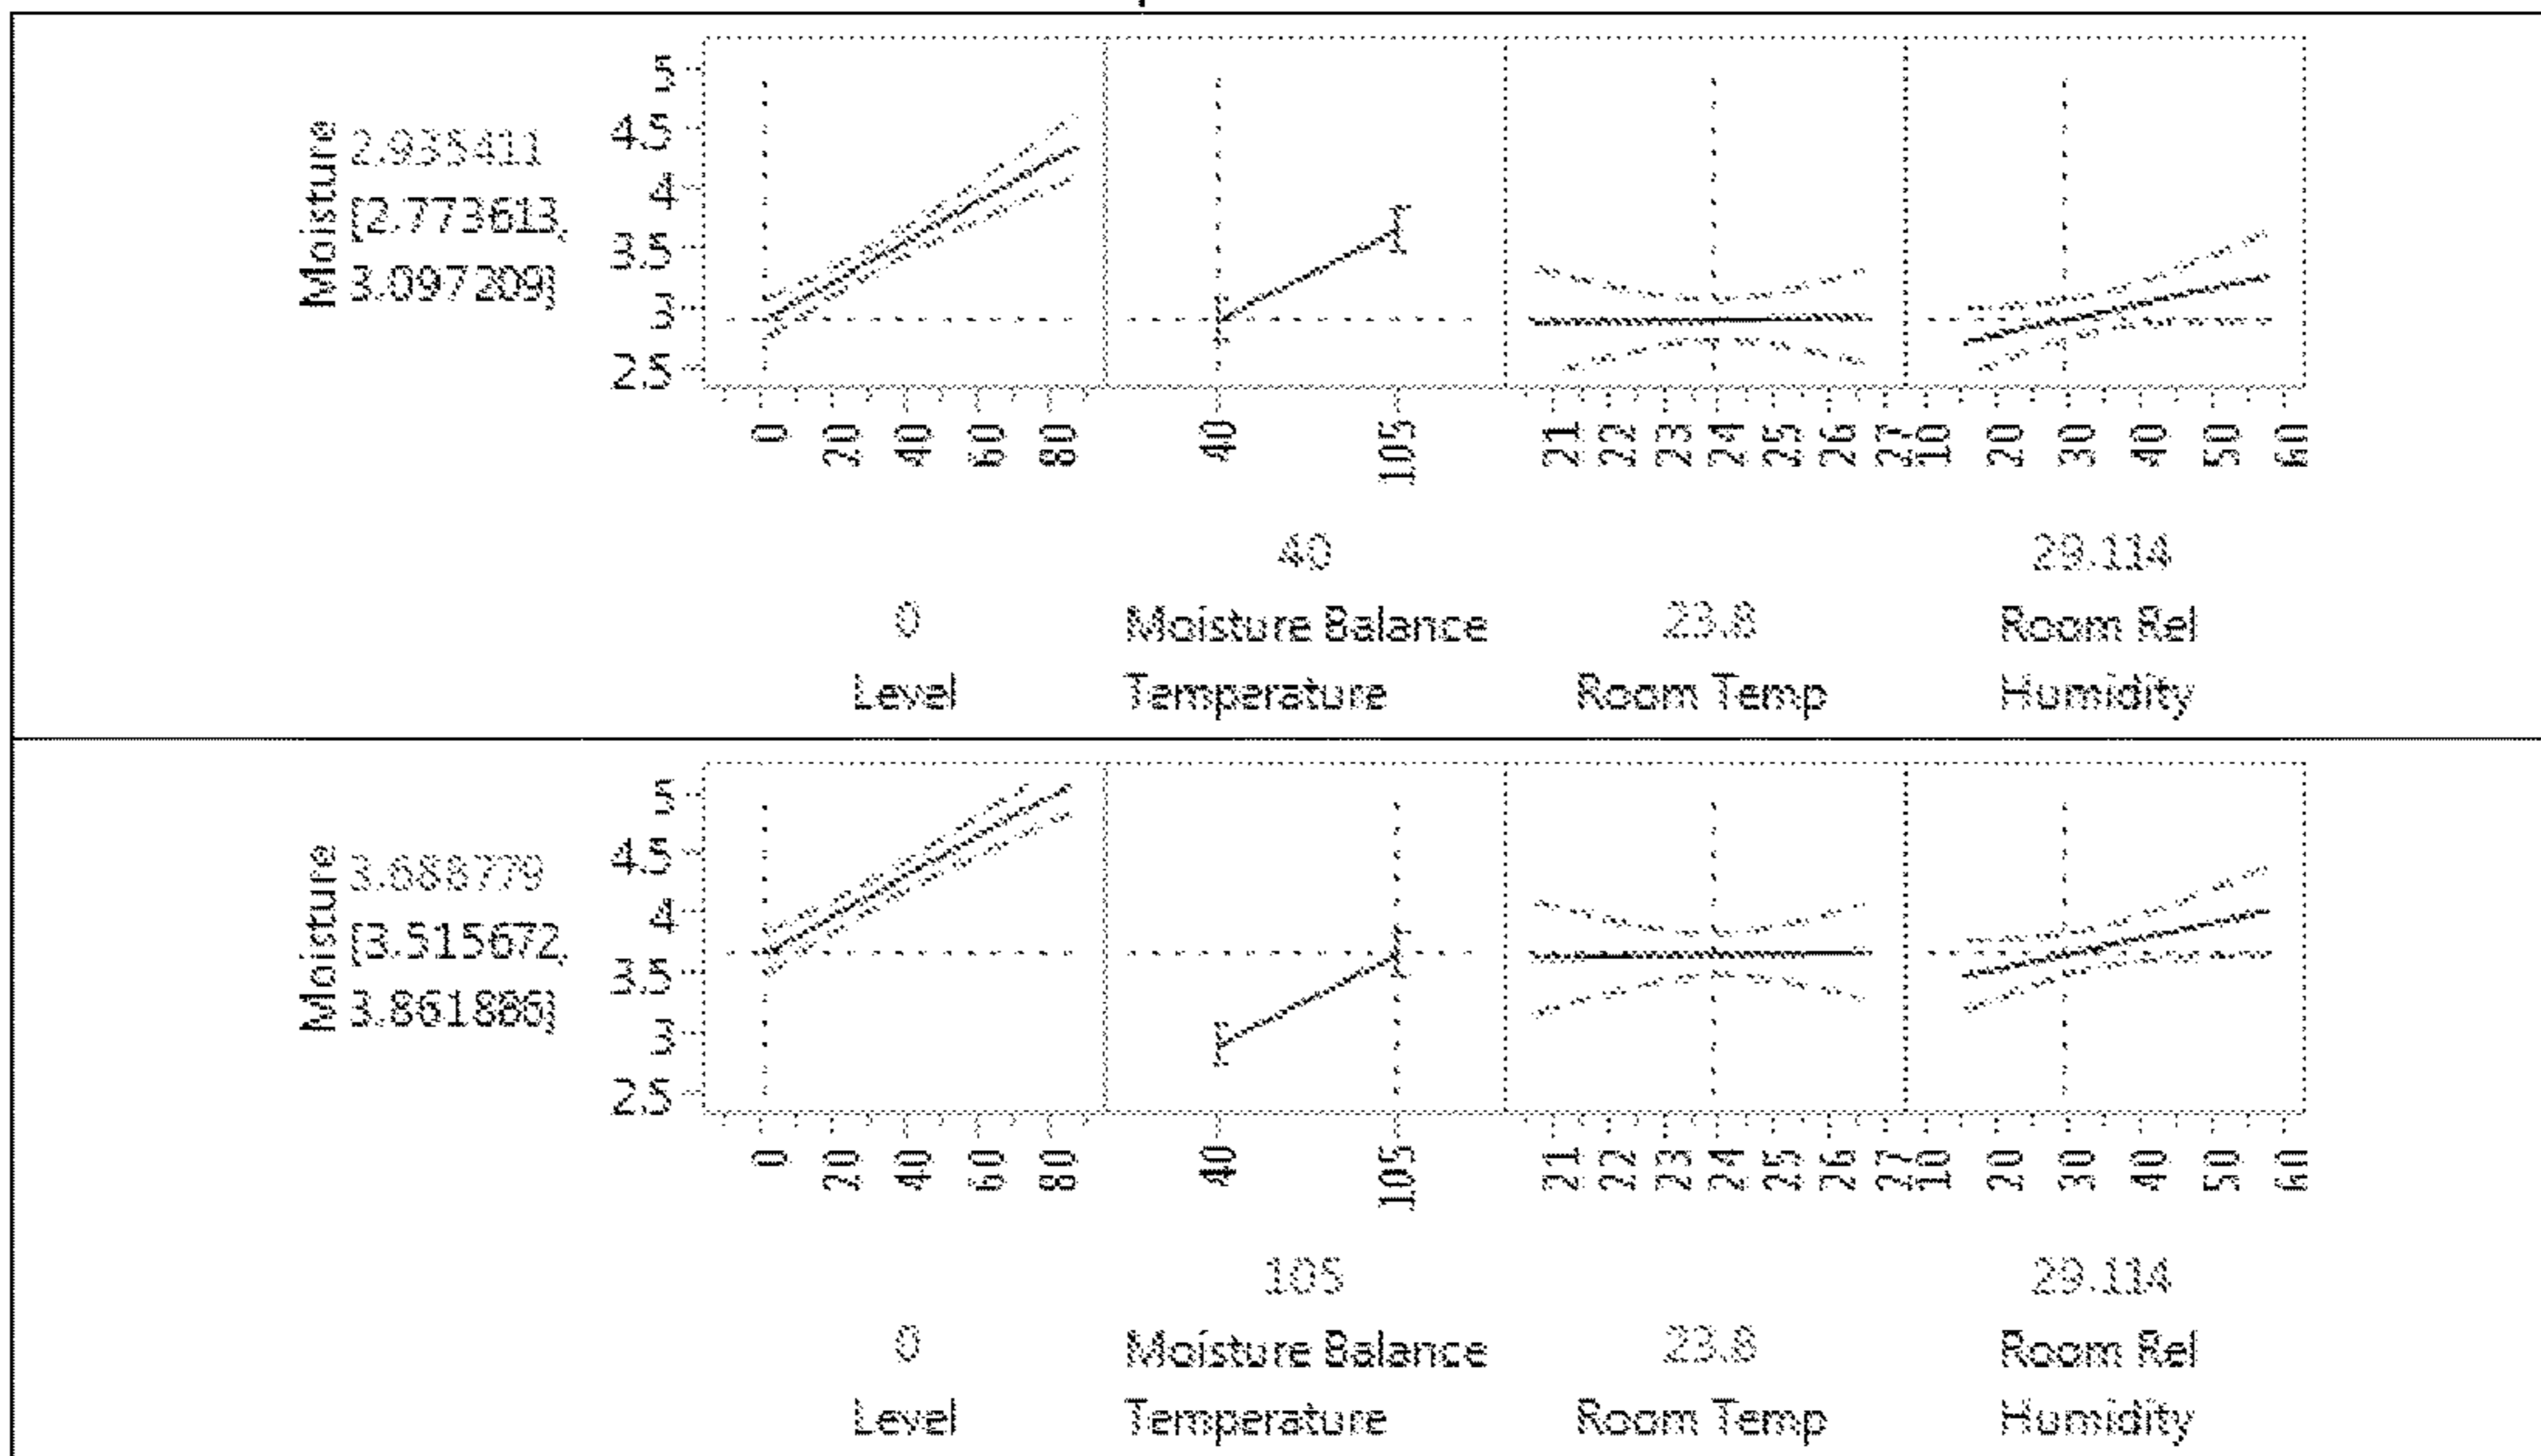 Moisture
2.935411
[2.773613,
3.097209]
5
4.5
4
3.5
3
2.5
0 20 40 60 80
40 105
21 22 23 24 25 26 27
10 20 30 40 50 60
0
Level
40
Moisture Balance
Temperature
23.8
Room Temp
29.114
Room Rel
Humidity
Moisture
3.688779
[3.515672,
3.861886]
5
4.5
4
3.5
3
2.5
0 20 40 60 80
40 105
21 22 23 24 25 26 27
10 20 30 40 50 60
0
Level
105
Moisture Balance
Temperature
23.8
Room Temp
29.114
Room Rel
Humidity